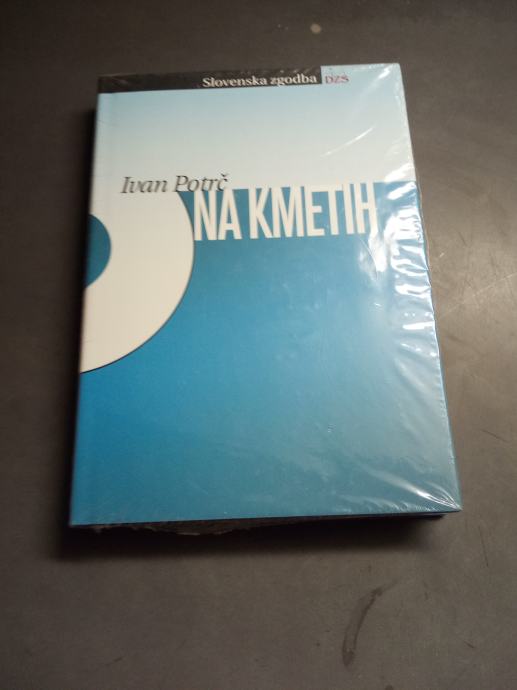 Slovenska zgodba DZS
Ivan Potrč
NA KMETIH